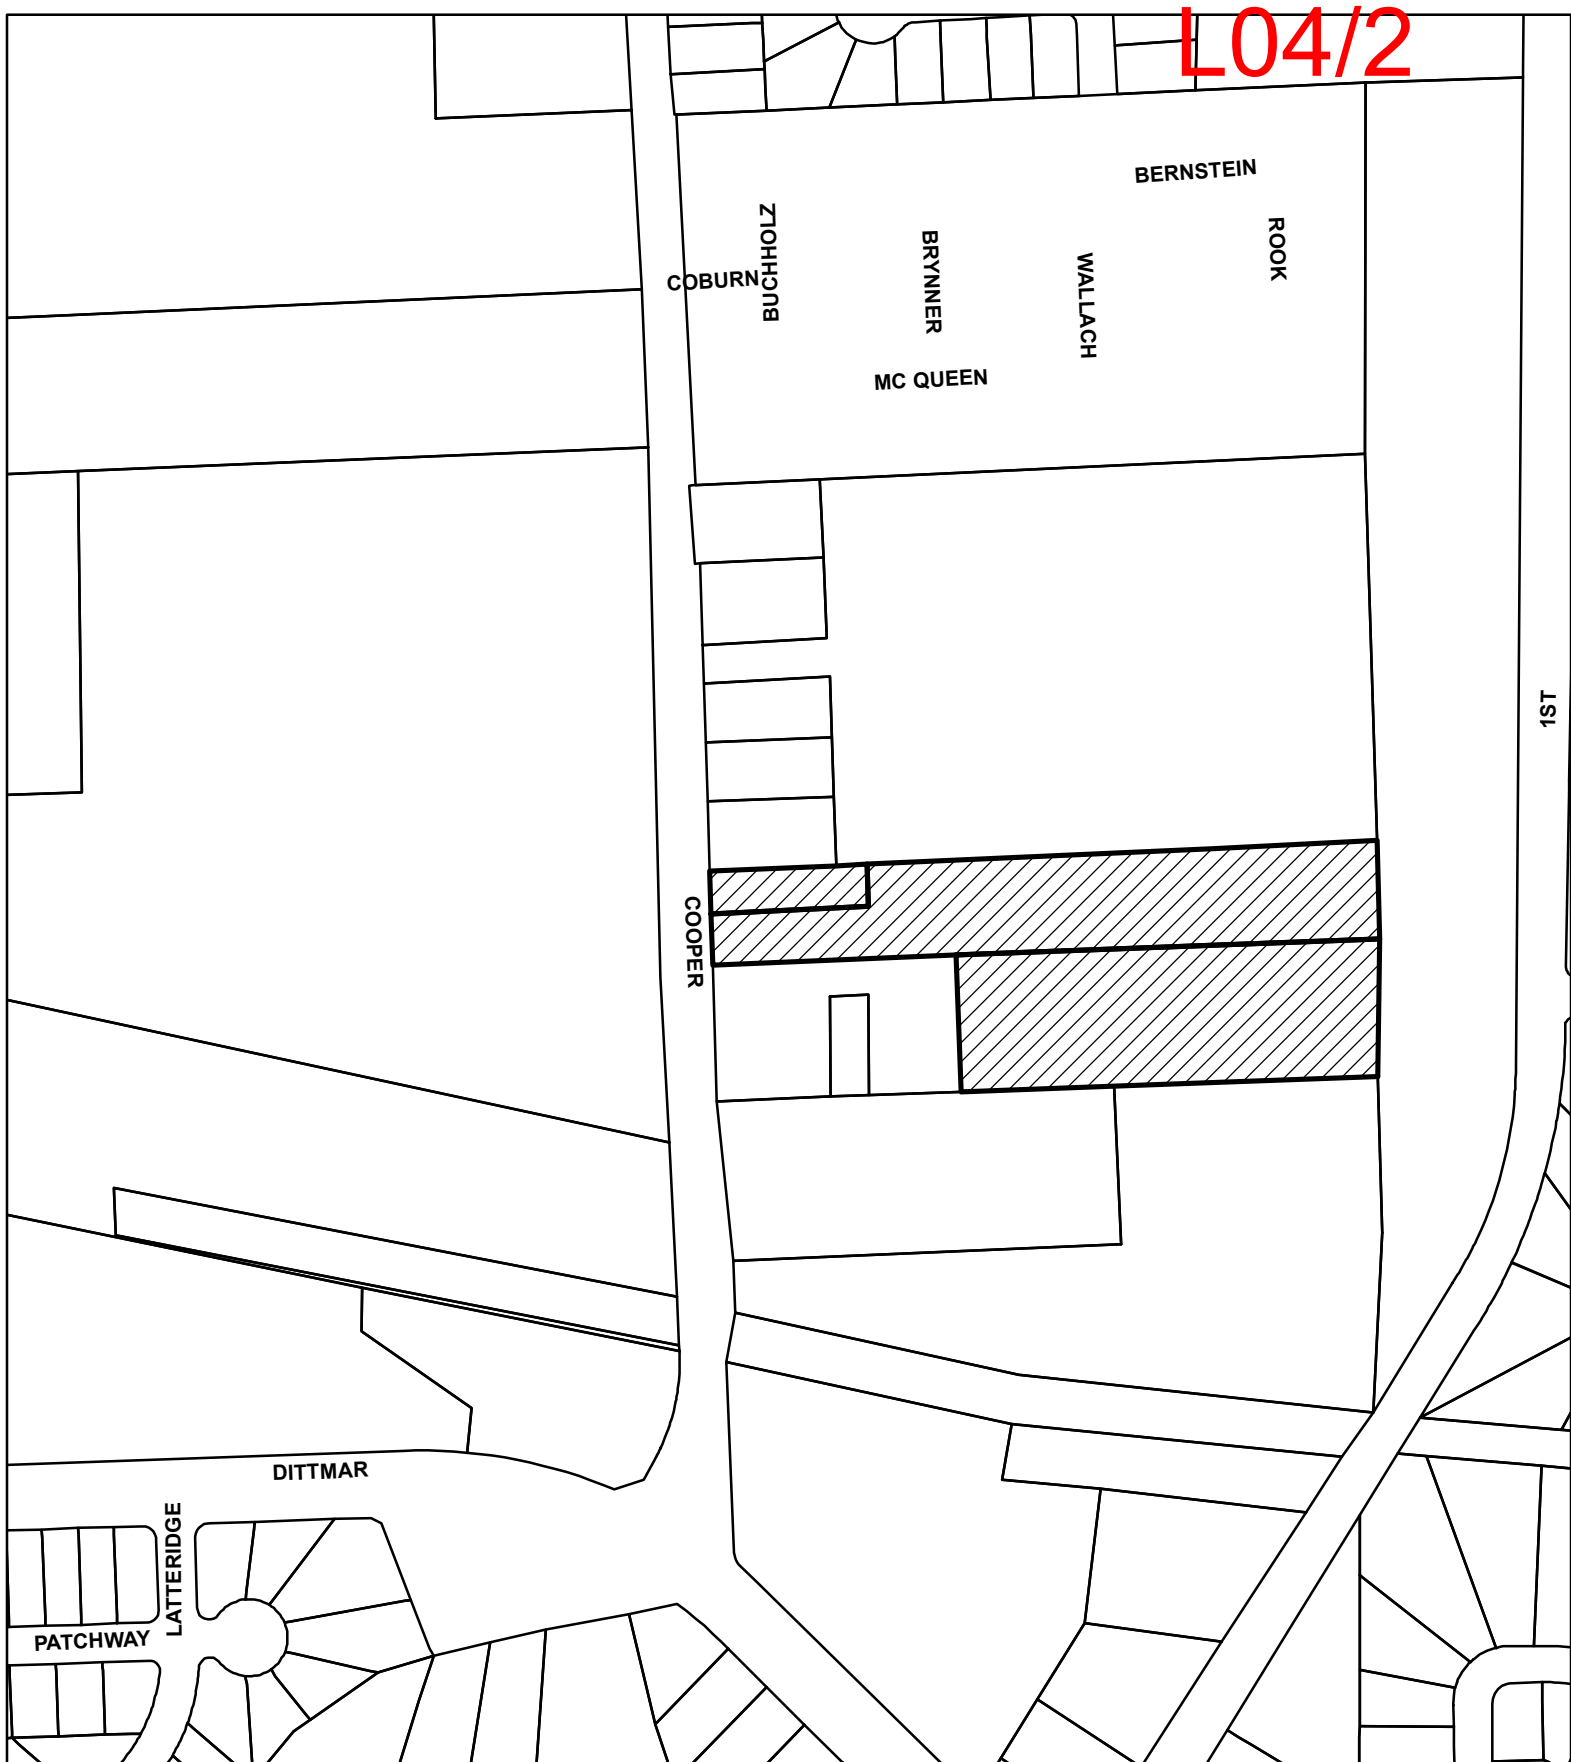 L04/2
BERNSTEIN
BUCHHOLZ
ROOK
BRYNNER
WALLACH
COBURN
MC QUEEN
1ST
COOPER
DITTMAR
LATTERIDGE
PATCHWAY